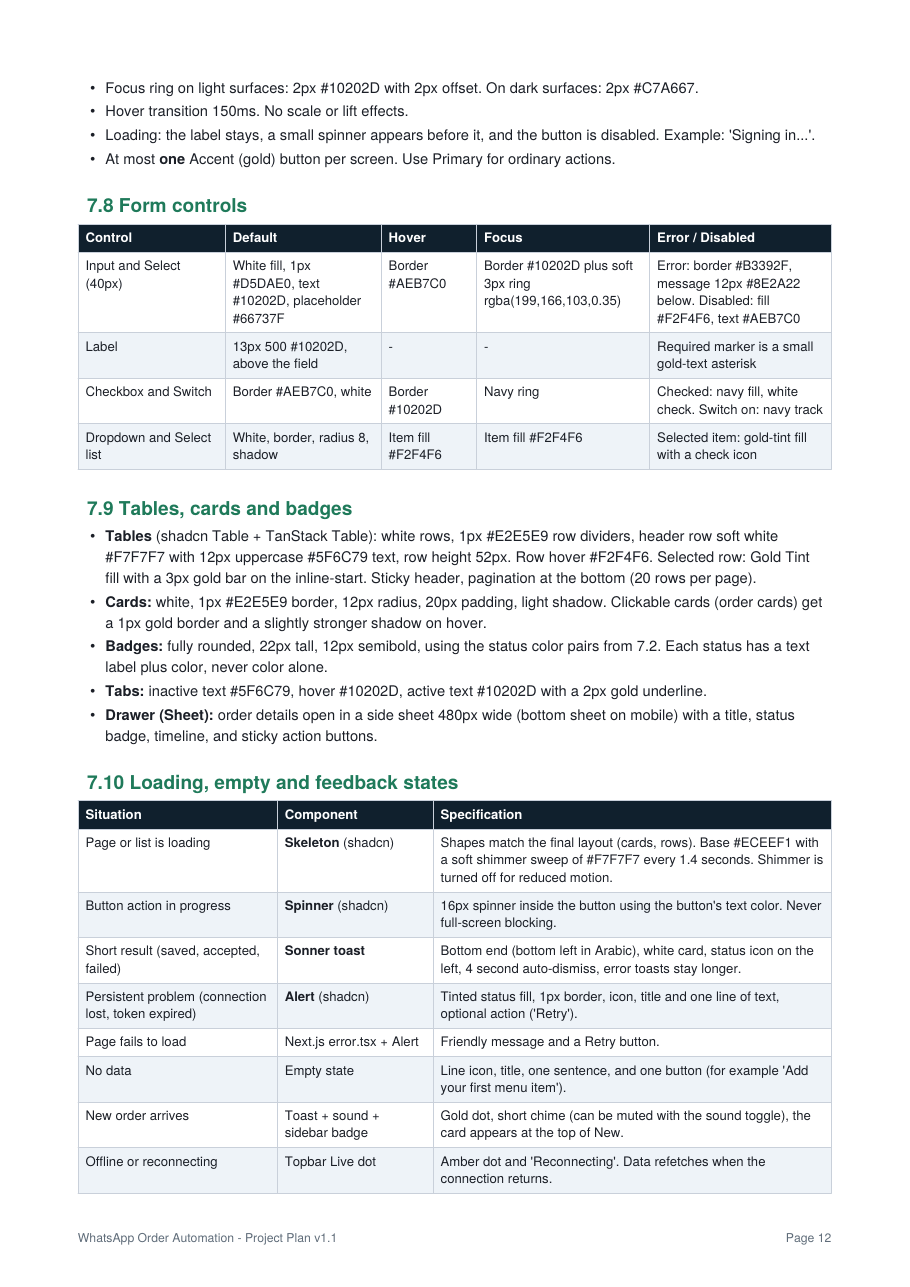 • Focus ring on light surfaces: 2px #10202D with 2px offset. On dark surfaces: 2px #C7A667.
• Hover transition 150ms. No scale or lift effects.
• Loading: the label stays, a small spinner appears before it, and the button is disabled. Example: 'Signing in...'.
• At most one Accent (gold) button per screen. Use Primary for ordinary actions.
7.8 Form controls
Control Default Hover Focus Error / Disabled
Input and Select
(40px)
White fill, 1px
#D5DAE0, text
#10202D, placeholder
#66737F
Border
#AEB7C0
Border #10202D plus soft
3px ring
rgba(199,166,103,0.35)
Error: border #B3392F,
message 12px #8E2A22
below. Disabled: fill
#F2F4F6, text #AEB7C0
Label
13px 500 #10202D,
above the field
-
-
Required marker is a small
gold-text asterisk
Checkbox and Switch
Border #AEB7C0, white
Border
#10202D
Navy ring
Checked: navy fill, white
check. Switch on: navy track
Dropdown and Select
list
White, border, radius 8,
shadow
Item fill
#F2F4F6
Item fill #F2F4F6
Selected item: gold-tint fill
with a check icon
7.9 Tables, cards and badges
• Tables (shadcn Table + TanStack Table): white rows, 1px #E2E5E9 row dividers, header row soft white
#F7F7F7 with 12px uppercase #5F6C79 text, row height 52px. Row hover #F2F4F6. Selected row: Gold Tint
fill with a 3px gold bar on the inline-start. Sticky header, pagination at the bottom (20 rows per page).
• Cards: white, 1px #E2E5E9 border, 12px radius, 20px padding, light shadow. Clickable cards (order cards) get
a 1px gold border and a slightly stronger shadow on hover.
• Badges: fully rounded, 22px tall, 12px semibold, using the status color pairs from 7.2. Each status has a text
label plus color, never color alone.
• Tabs: inactive text #5F6C79, hover #10202D, active text #10202D with a 2px gold underline.
• Drawer (Sheet): order details open in a side sheet 480px wide (bottom sheet on mobile) with a title, status
badge, timeline, and sticky action buttons.
7.10 Loading, empty and feedback states
Situation Component Specification
Page or list is loading
Skeleton (shadcn)
Shapes match the final layout (cards, rows). Base #ECEEF1 with
a soft shimmer sweep of #F7F7F7 every 1.4 seconds. Shimmer is
turned off for reduced motion.
Button action in progress
Spinner (shadcn)
16px spinner inside the button using the button's text color. Never
full-screen blocking.
Short result (saved, accepted,
failed)
Sonner toast
Bottom end (bottom left in Arabic), white card, status icon on the
left, 4 second auto-dismiss, error toasts stay longer.
Persistent problem (connection
lost, token expired)
Alert (shadcn)
Tinted status fill, 1px border, icon, title and one line of text,
optional action ('Retry').
Page fails to load
Next.js error.tsx + Alert
Friendly message and a Retry button.
No data
Empty state
Line icon, title, one sentence, and one button (for example 'Add
your first menu item').
New order arrives
Toast + sound +
sidebar badge
Gold dot, short chime (can be muted with the sound toggle), the
card appears at the top of New.
Offline or reconnecting
Topbar Live dot
Amber dot and 'Reconnecting'. Data refetches when the
connection returns.
WhatsApp Order Automation - Project Plan v1.1 Page 12